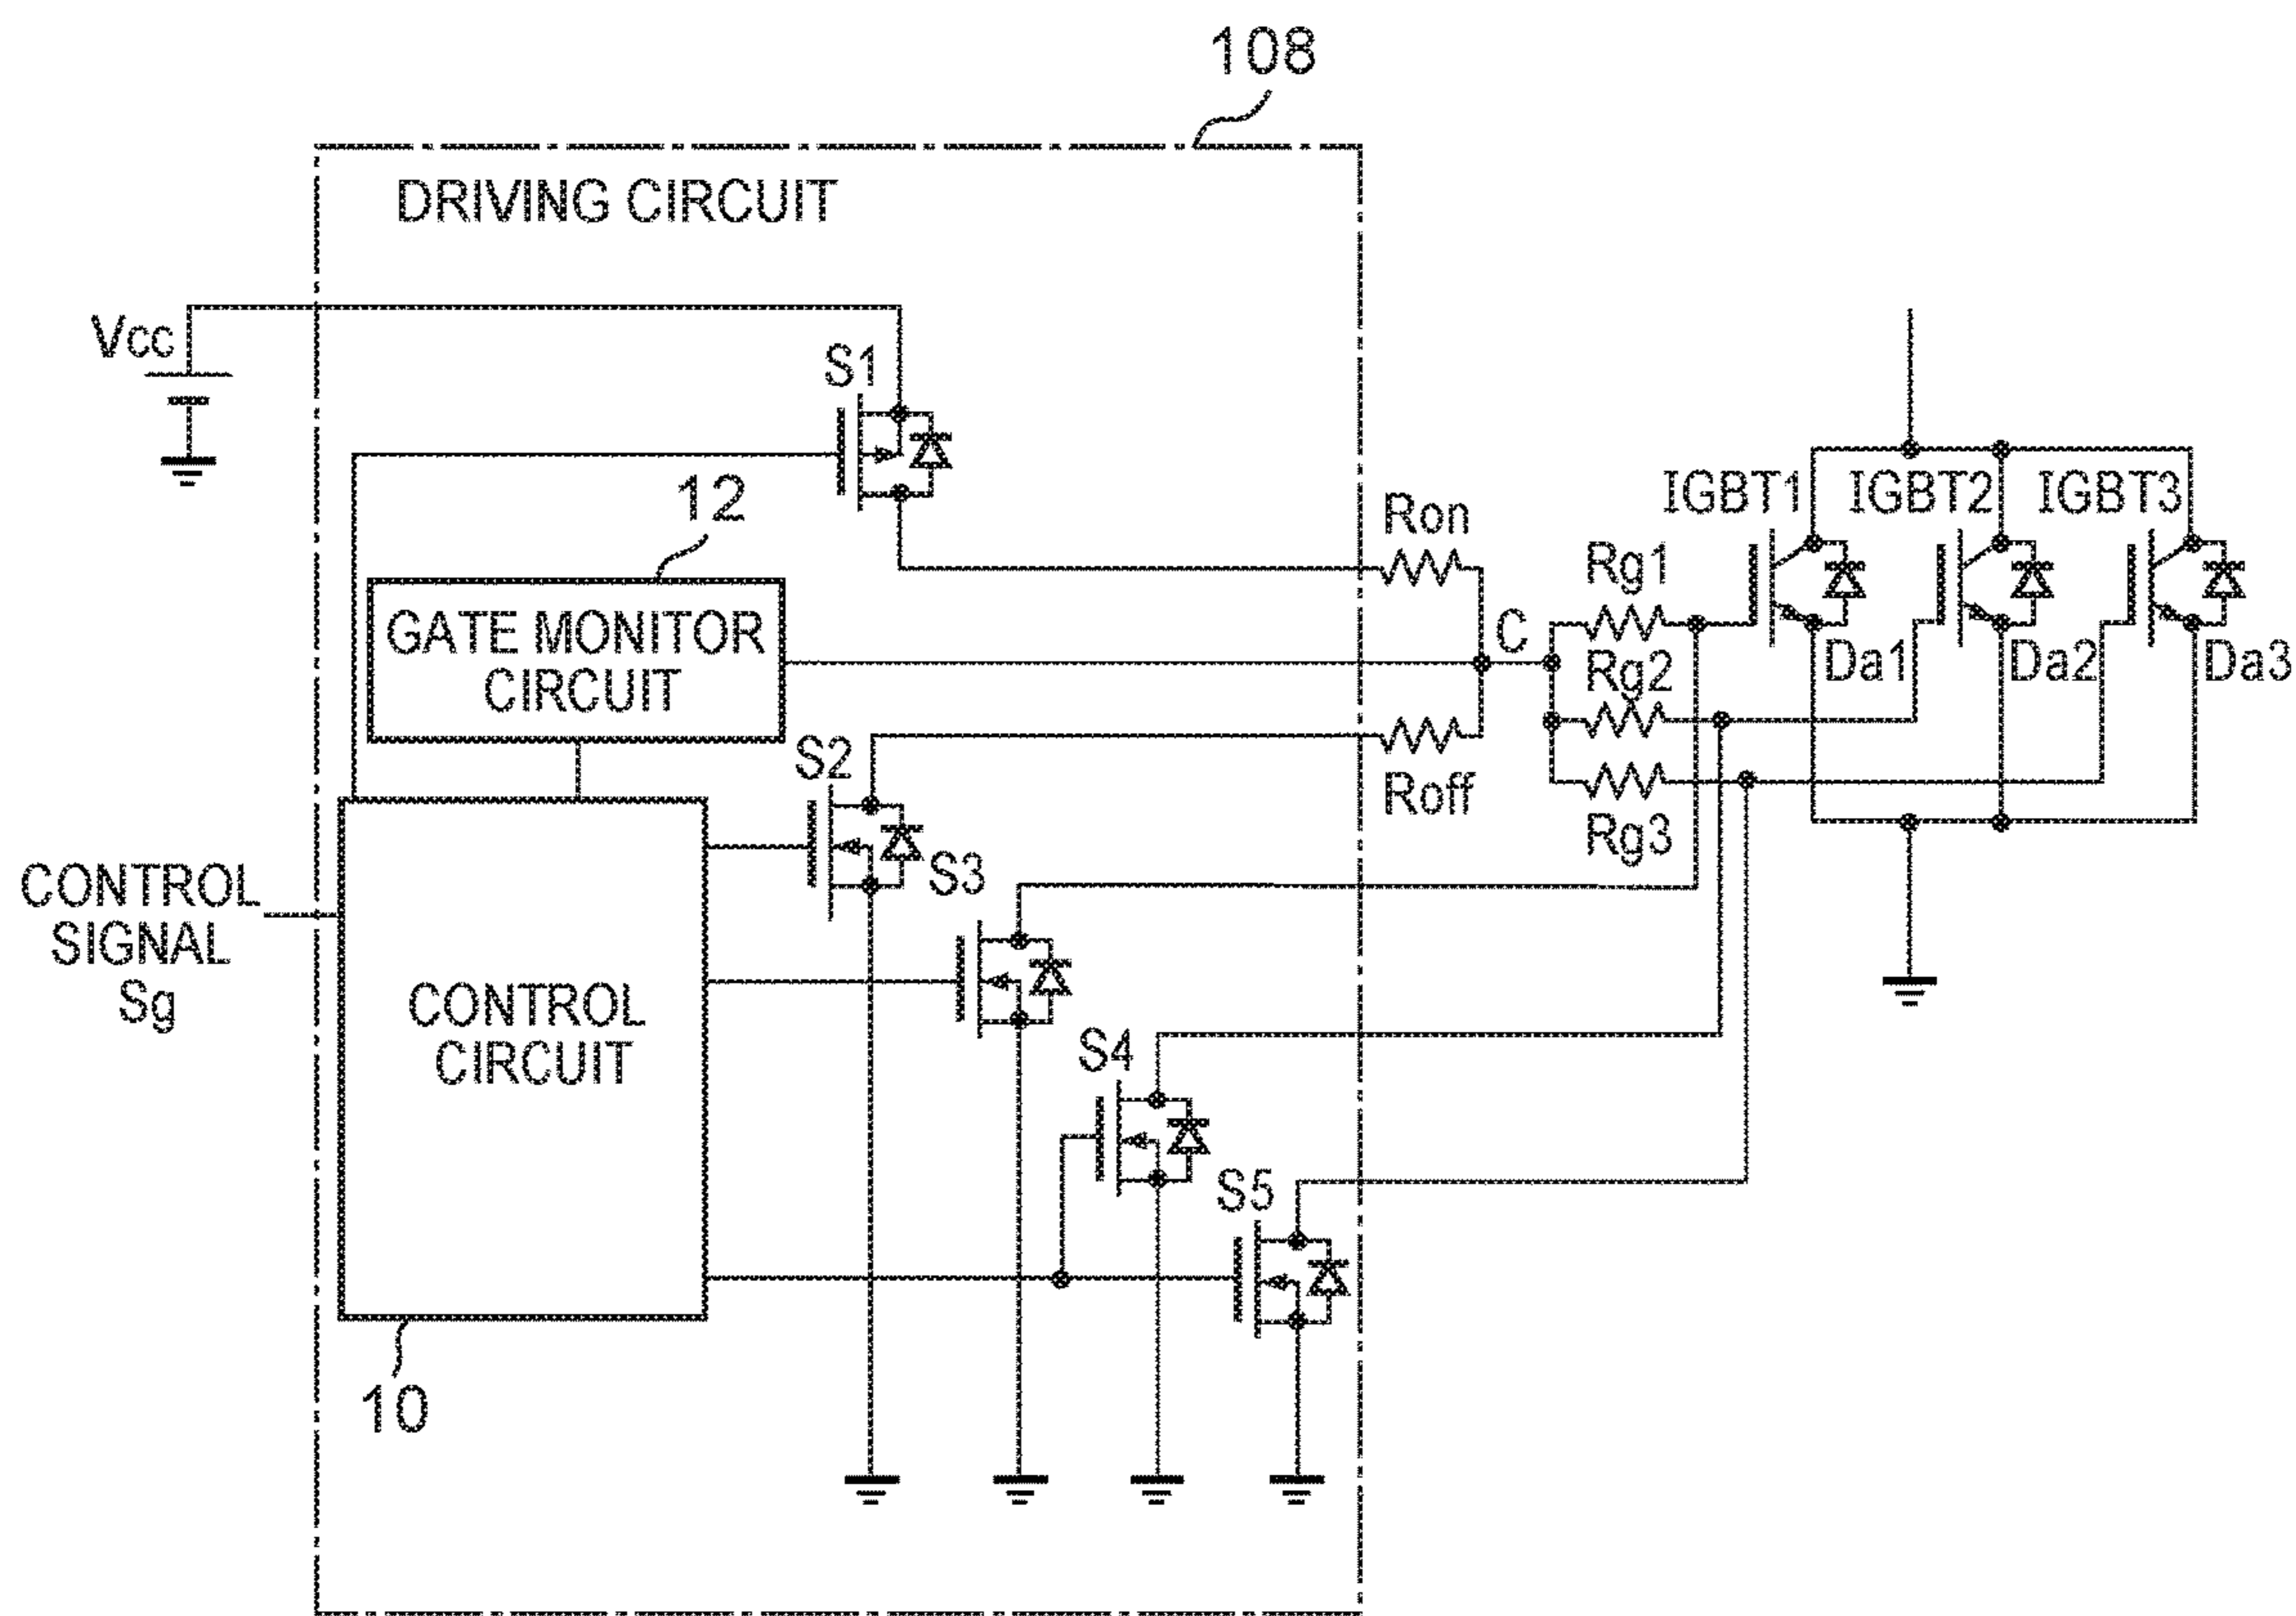 108
DRIVING CIRCUIT
Vcc
S1
12
GATE MONITOR
CIRCUIT
Ron
C
Roff
Rg1
Rg2
Rg3
IGBT1
IGBT2
IGBT3
Da1
Da2
Da3
S2
S3
S4
S5
CONTROL
SIGNAL
Sg
CONTROL
CIRCUIT
10